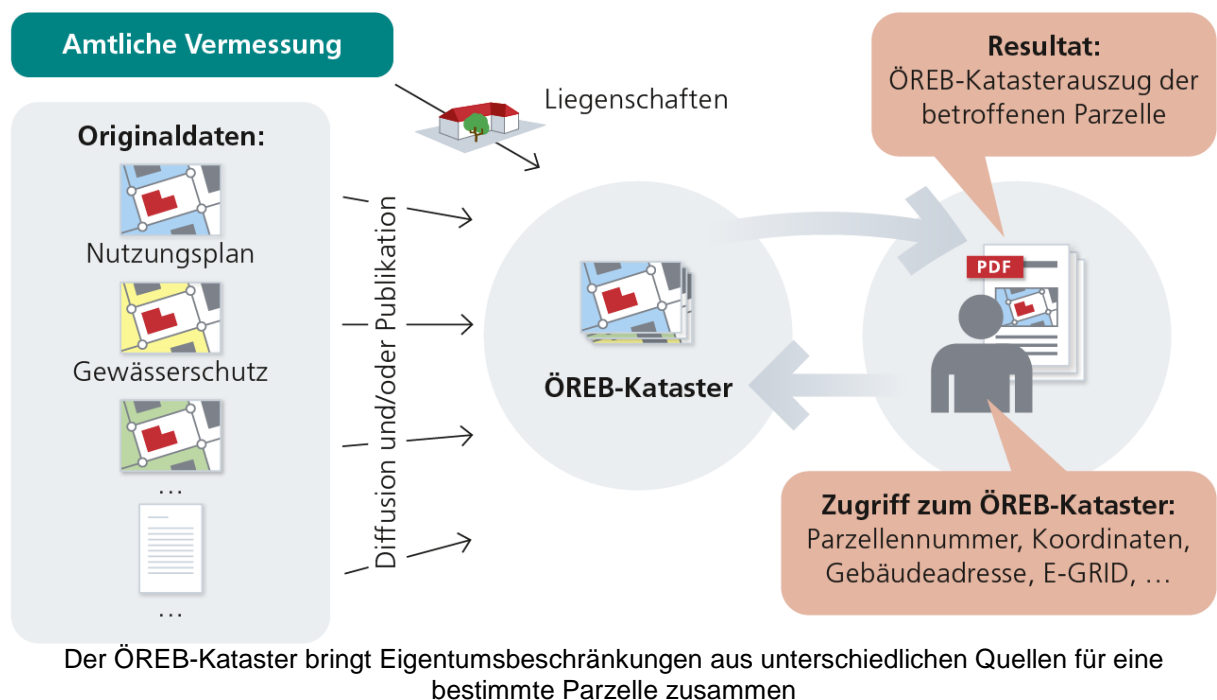 Amtliche Vermessung
Liegenschaften
Originaldaten:
Nutzungsplan
Gewässerschutz
...
...
Diffusion und/oder Publikation
ÖREB-Kataster
Resultat:
ÖREB-Katasterauszug der
betroffenen Parzelle
PDF
Zugriff zum ÖREB-Kataster:
Parzellennummer, Koordinaten,
Gebäudeadresse, E-GRID, ...
Der ÖREB-Kataster bringt Eigentumsbeschränkungen aus unterschiedlichen Quellen für eine
bestimmte Parzelle zusammen